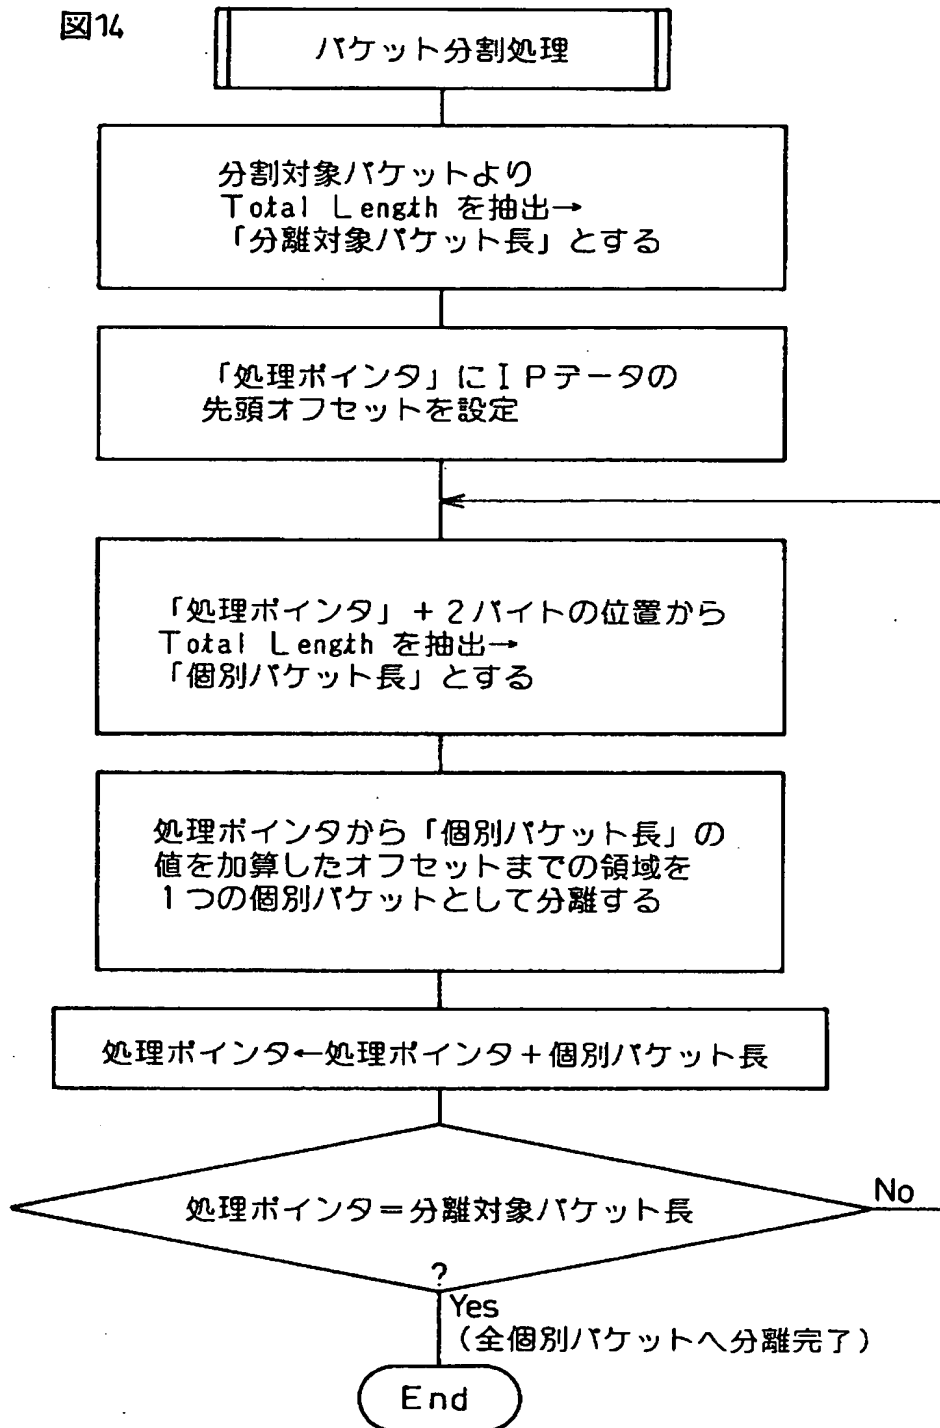 図14
パケット分割処理
分割対象パケットより
Total Length を抽出→
「分離対象パケット長」とする
「処理ポインタ」にIPデータの
先頭オフセットを設定
「処理ポインタ」+2バイトの位置から
Total Length を抽出→
「個別パケット長」とする
処理ポインタから「個別パケット長」の
値を加算したオフセットまでの領域を
1つの個別パケットとして分離する
処理ポインタ←処理ポインタ+個別パケット長
処理ポインタ=分離対象パケット長
?
No
Yes
(全個別パケットへ分離完了)
End